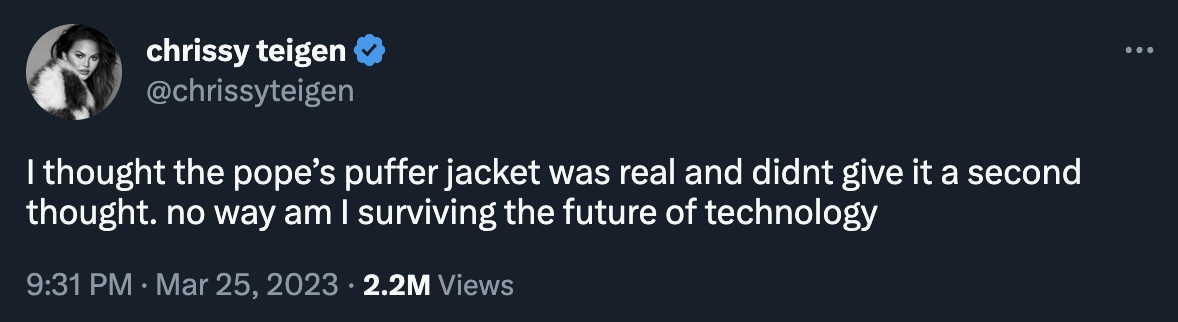 chrissy teigen
@chrissyteigen
I thought the pope’s puffer jacket was real and didnt give it a second
thought. no way am I surviving the future of technology
9:31 PM · Mar 25, 2023 · 2.2M Views